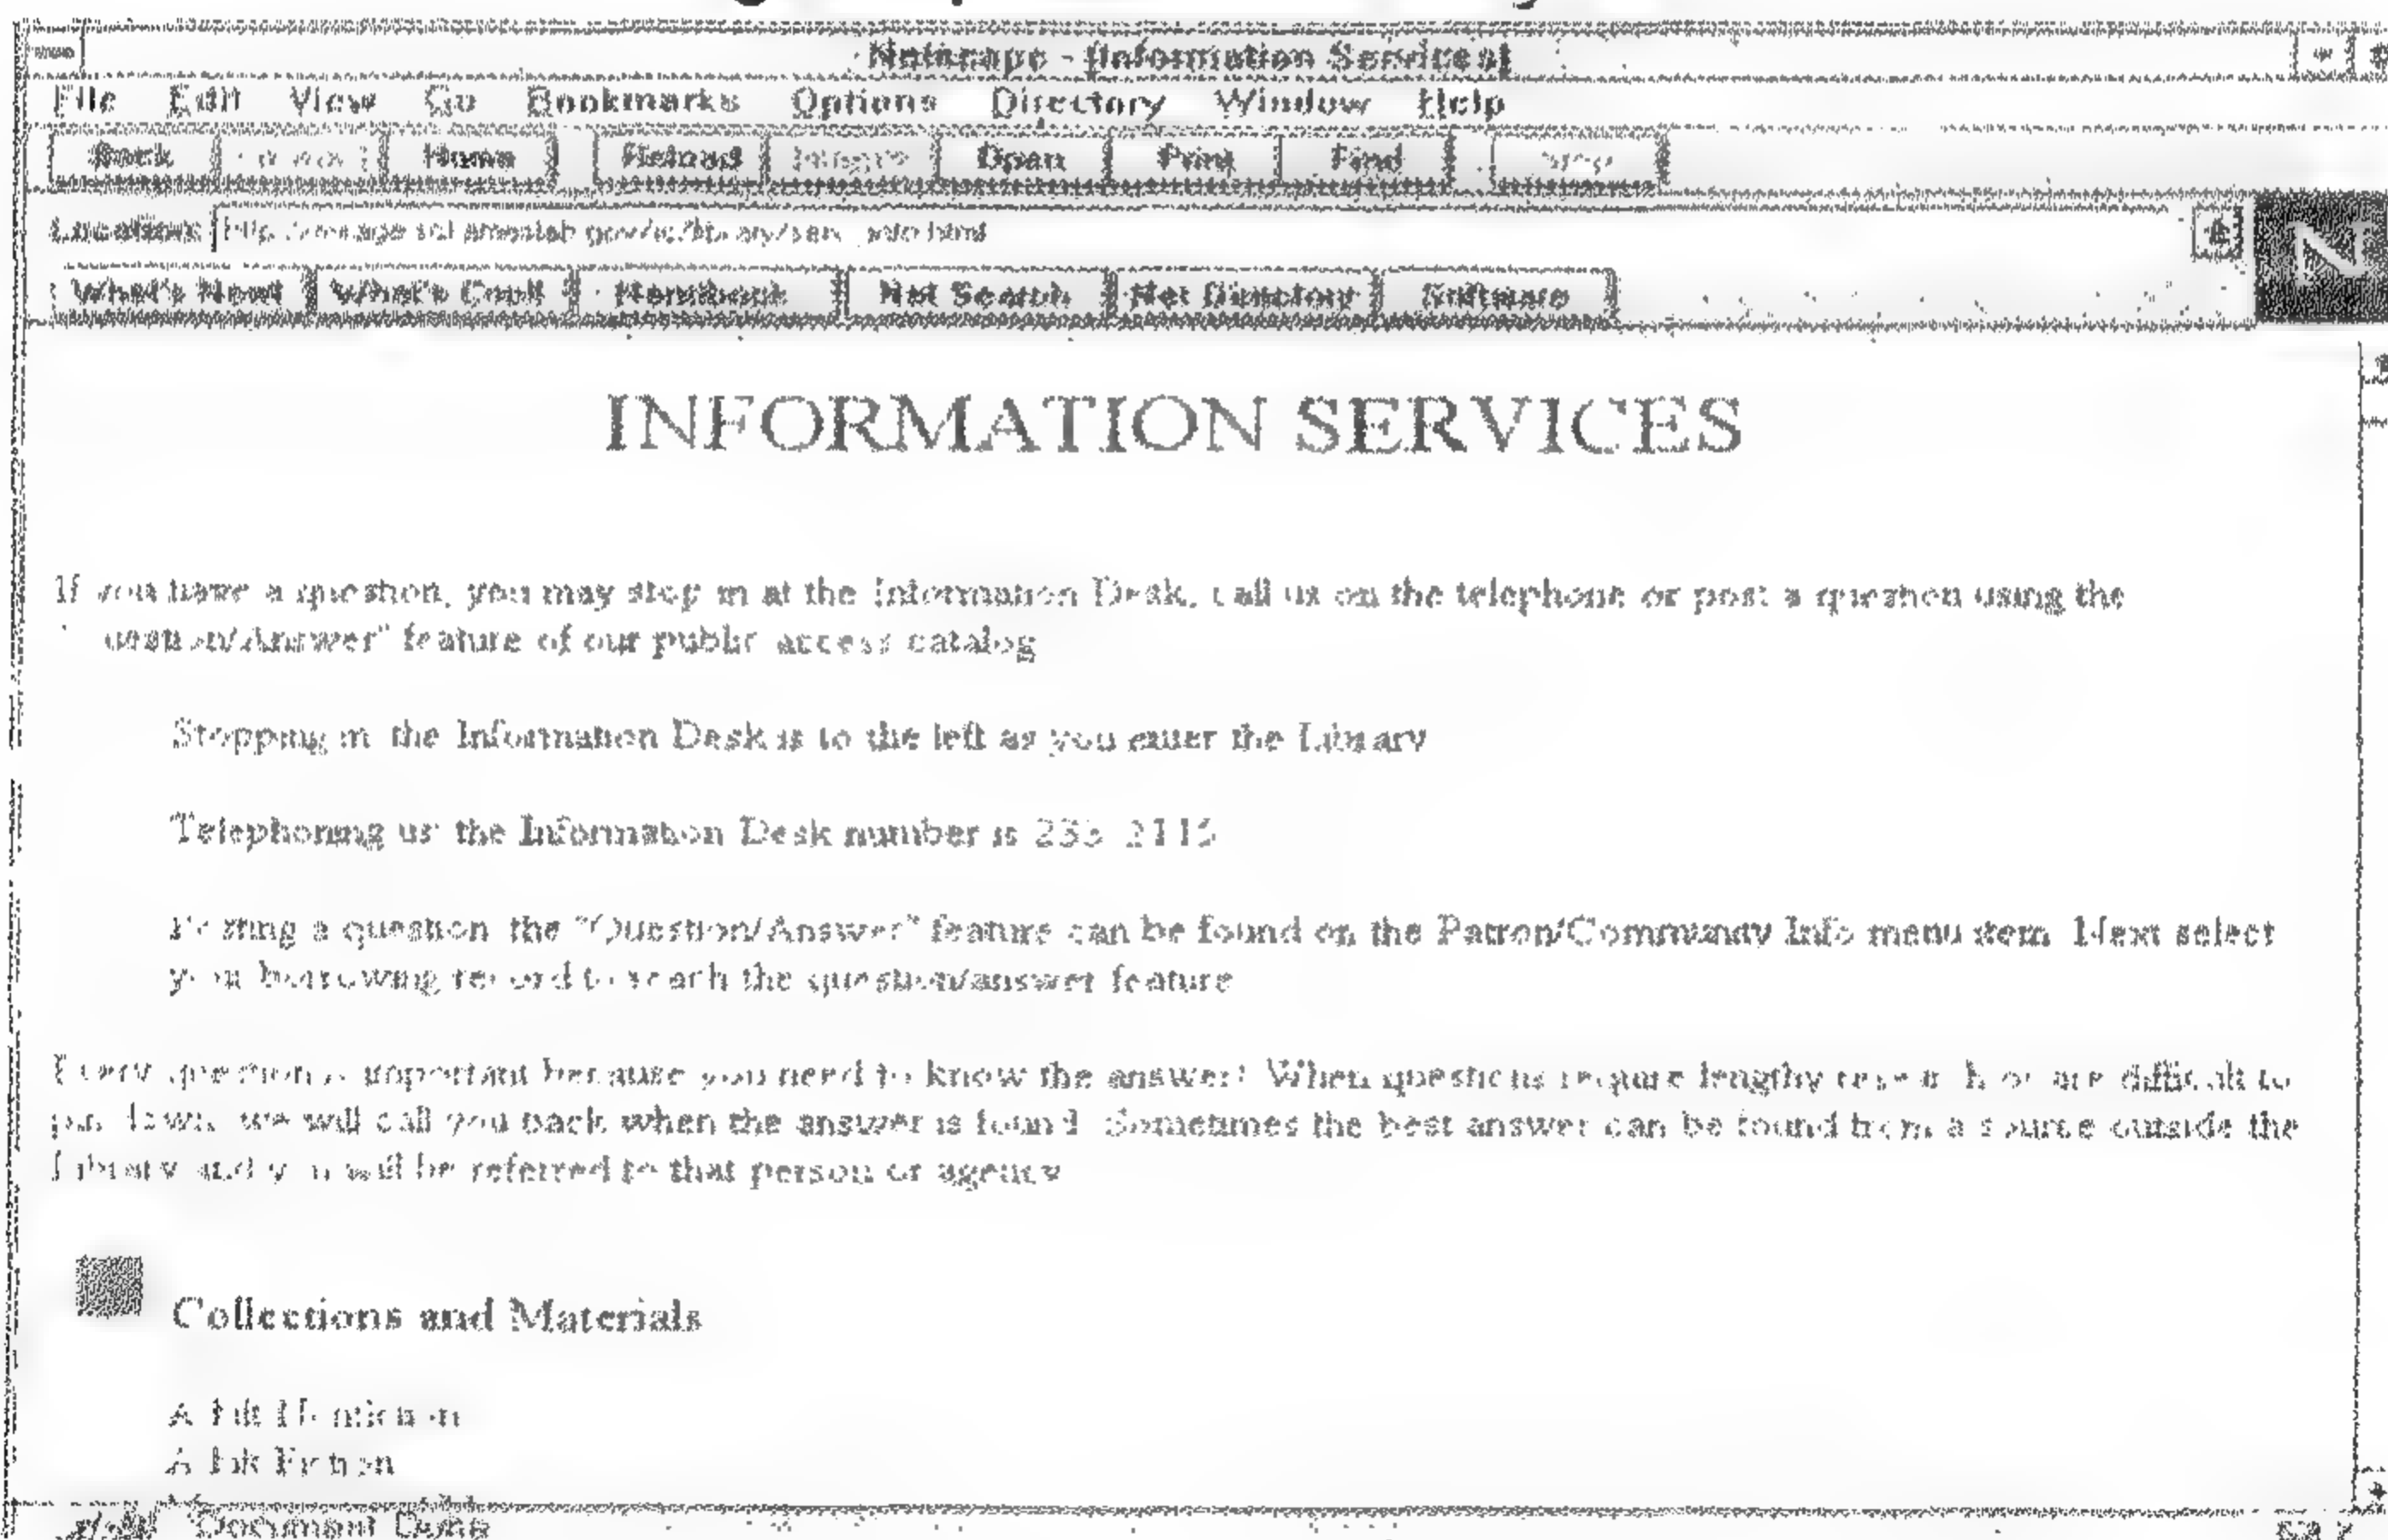 Netscape - [Information Services]
File Edit View Go Bookmarks Options Directory Window Help
Back Home Reload Open Print Find Stop
Location:
What's New! What's Cool! Handbook Net Search Net Directory Software
INFORMATION SERVICES
If you have a question, you may stop in at the Information Desk, call us on the telephone or post a question using the
feature of our public access catalog
Stopping in the Information Desk is to the left as you enter the Library
Telephoning us the Information Desk number is
Posting a question the "Question/Answer" feature can be found on the Patron/Community Info menu item Next select
your borrowing record to reach the question/answer feature
Every question is important because you need to know the answer! When questions require lengthy research or are difficult to
pin down, we will call you back when the answer is found Sometimes the best answer can be found from a source outside the
Library and you will be referred to that person or agency
Collections and Materials
Adult Nonfiction
Adult Fiction
Document Done